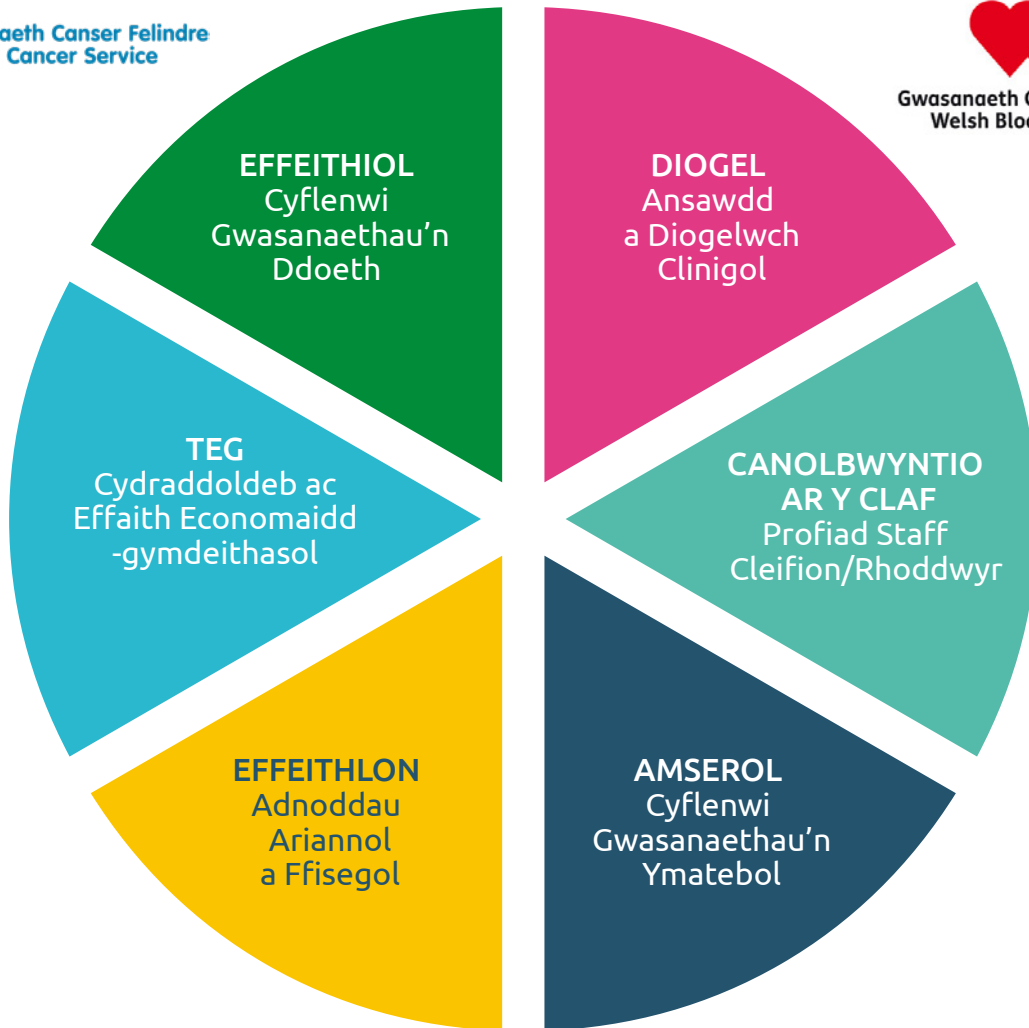 aeth Canser Felindre
Cancer Service
Gwasanaeth
Welsh
EFFEITHIOL
Cyflenwi
Gwasanaethau’n
Ddoeth
DIOGEL
Ansawdd
a Diogelwch
Clinigol
TEG
Cydraddoldeb ac
Effaith Economaidd
-gymdeithasol
CANOLBWYNTIO
AR Y CLAF
Profiad Staff
Cleifion/Rhoddwyr
EFFEITHLON
Adnoddau
Ariannol
a Ffisegol
AMSEROL
Cyflenwi
Gwasanaethau’n
Ymatebol